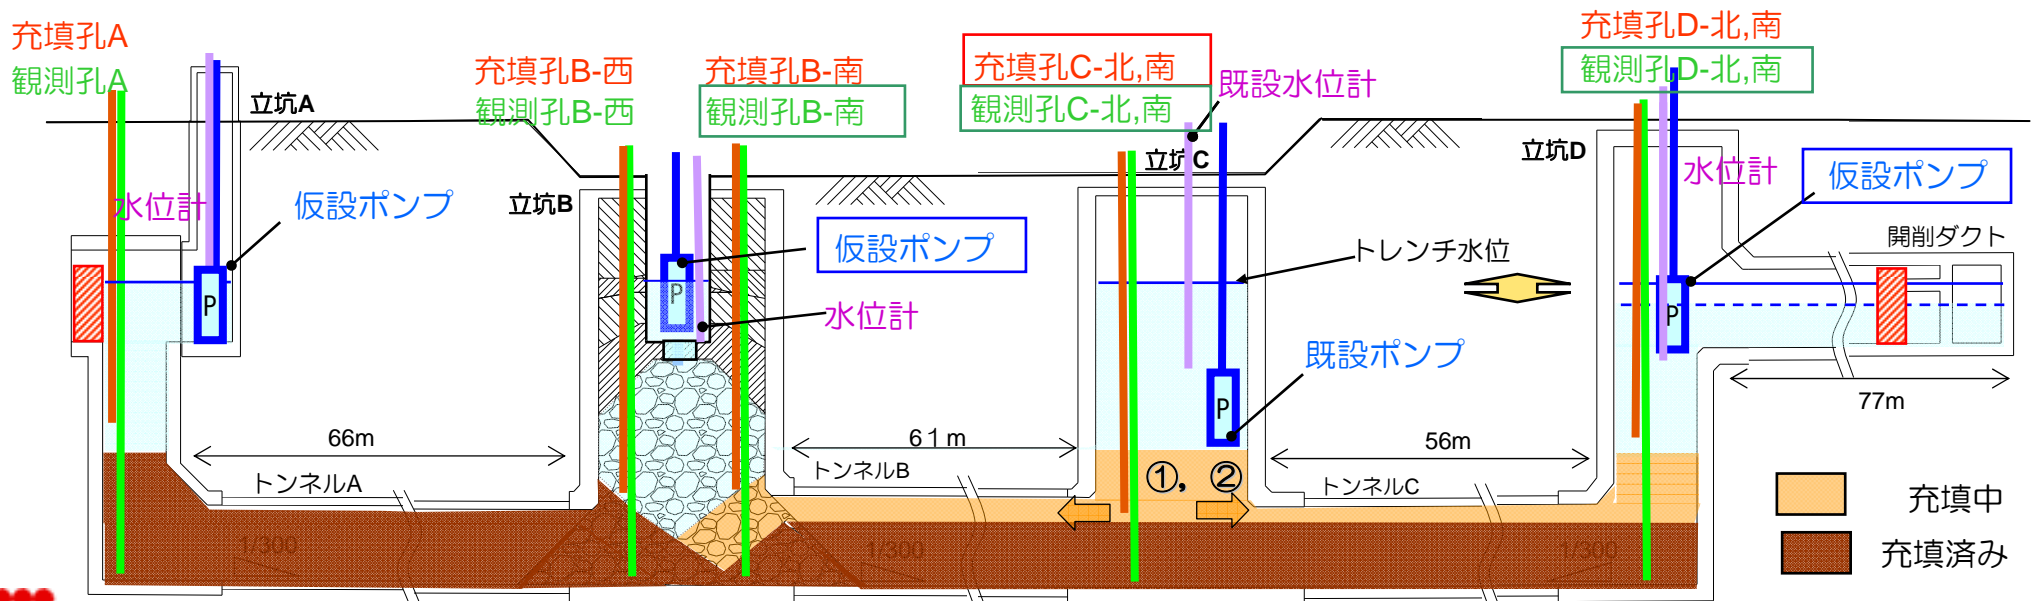 充填孔A
観測孔A
立坑A
充填孔B-西
観測孔B-西
充填孔B-南
観測孔B-南
充填孔C-北,南
観測孔C-北,南
既設水位計
充填孔D-北,南
観測孔D-北,南
立坑C
立坑D
水位計
仮設ポンプ
水位計
仮設ポンプ
立坑B
仮設ポンプ
トレンチ水位
開削ダクト
P
P
P
水位計
既設ポンプ
P
77m
66m
61m
56m
トンネルA
トンネルB
①, ②
トンネルC
充填中
1/300
1/300
1/300
充填済み